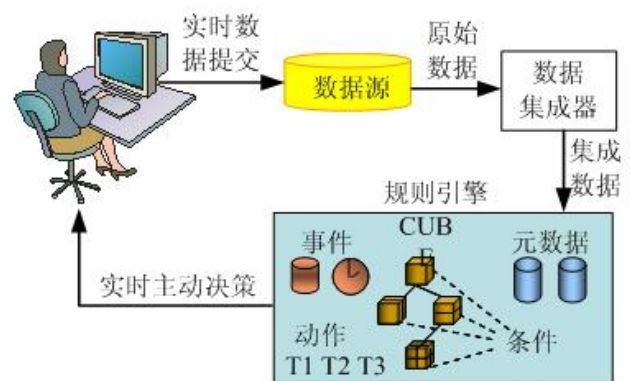 实时数
据提交
数据源
原始
数据
数据
集成器
集成
数据
规则引擎
事件
CUB
E
元数据
实时主动决策
动作
T1 T2 T3
条件